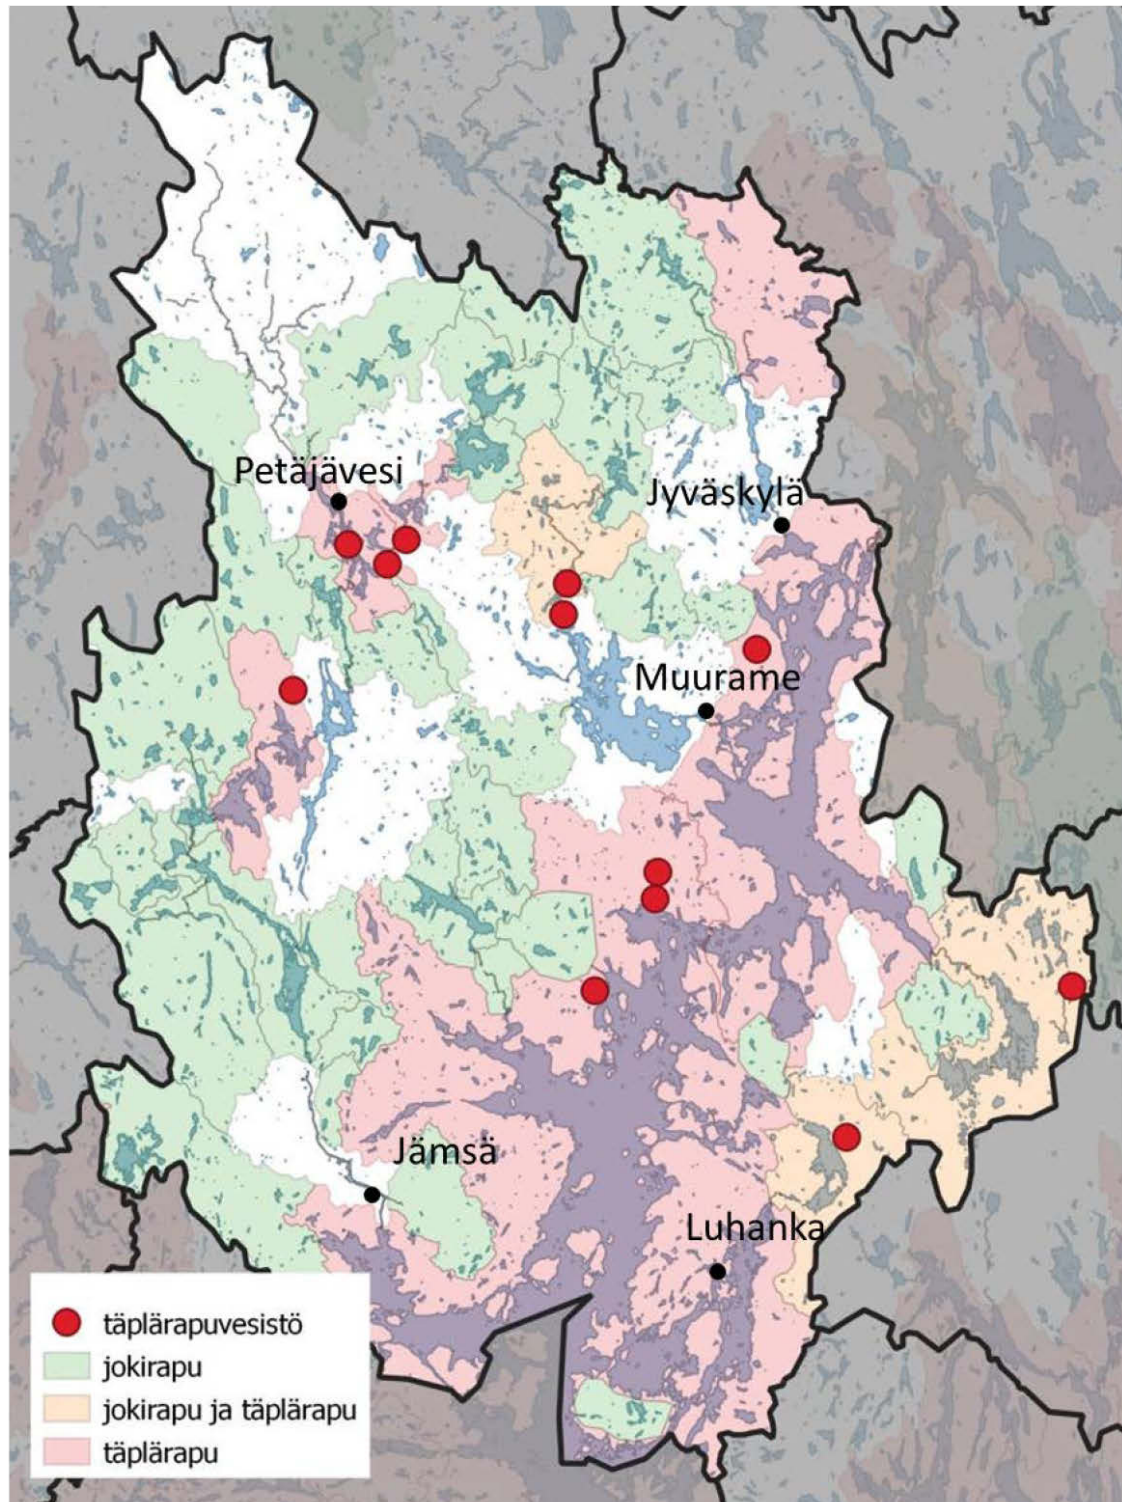 Petäjävesi
Jyväskylä
Muurame
Jämsä
Luhanka
täplärapuvesistö
jokirapu
jokirapu ja täplärapu
täplärapu